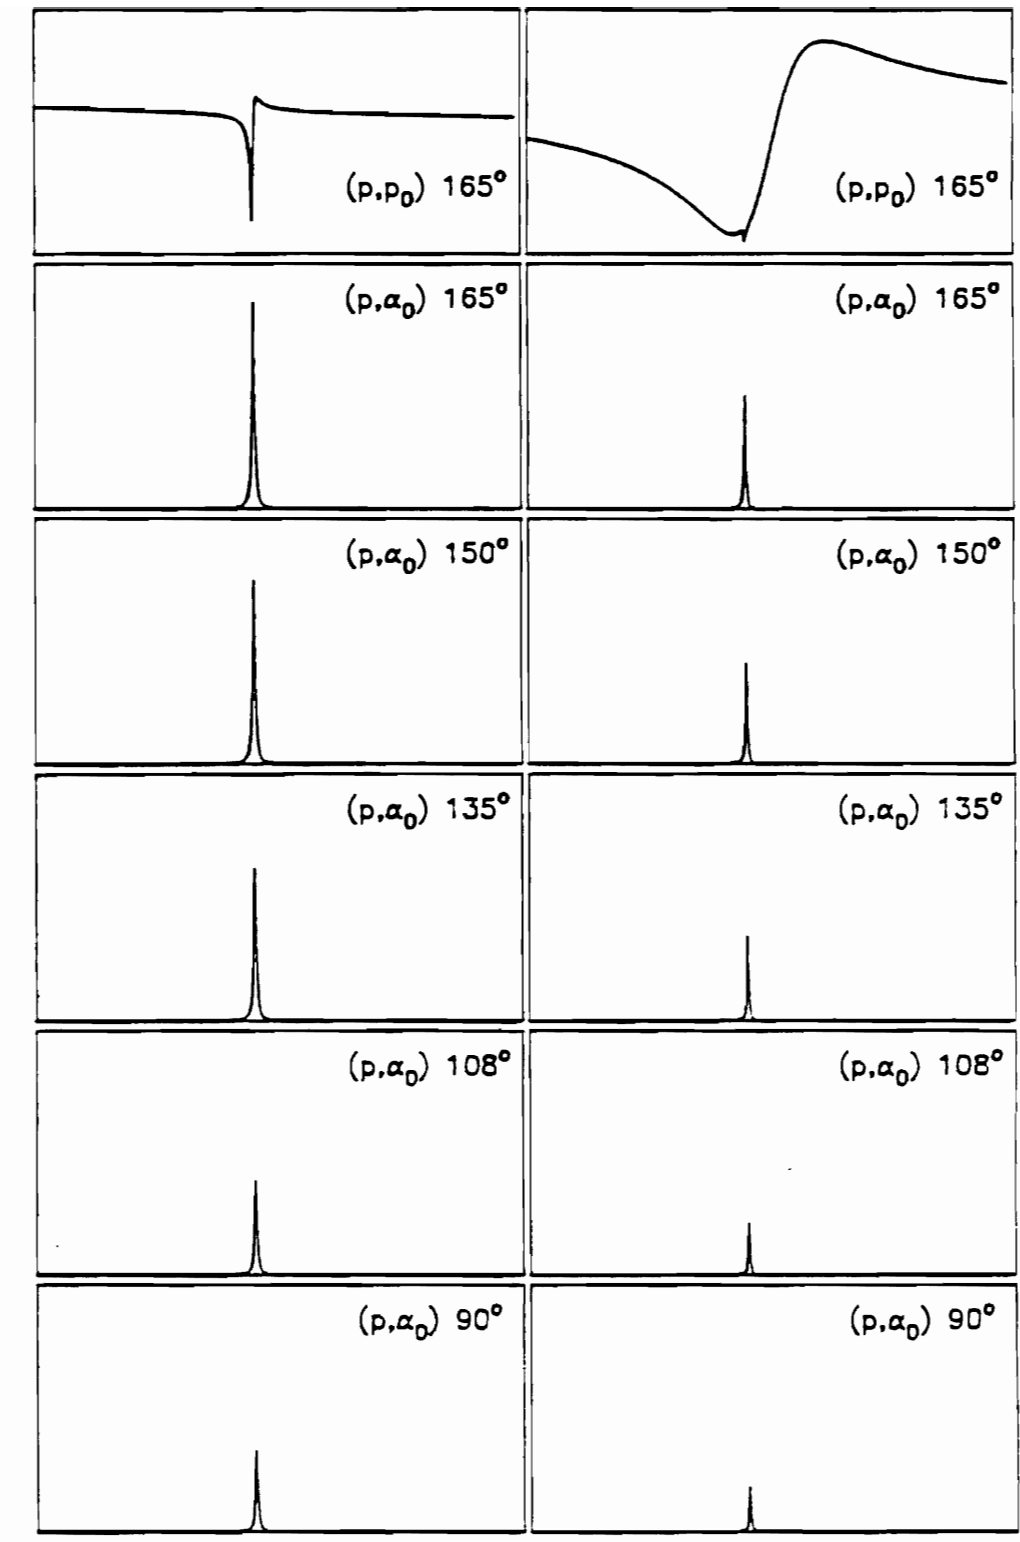 (p,p₀) 165° (p,p₀) 165°
(p,α₀) 165° (p,α₀) 165°
(p,α₀) 150° (p,α₀) 150°
(p,α₀) 135° (p,α₀) 135°
(p,α₀) 108° (p,α₀) 108°
(p,α₀) 90° (p,α₀) 90°